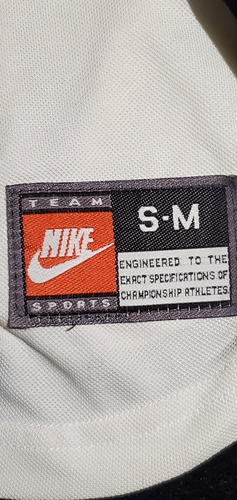 TEAM
NIKE
SPORTS
S-M
ENGINEERED TO THE
EXACT SPECIFICATIONS OF
CHAMPIONSHIP ATHLETES.